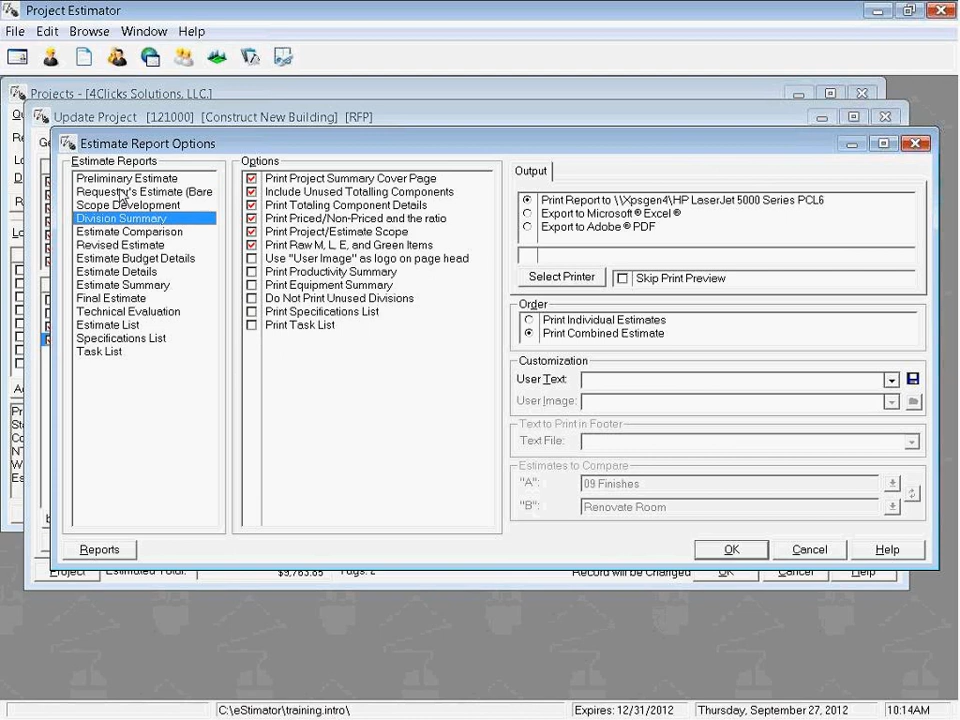 Project Estimator
File Edit Browse Window Help
Projects - [4Clicks Solutions, LLC.]
Update Project [121000] [Construct New Building] [RFP]
Estimate Report Options
Estimate Reports
Preliminary Estimate
Scope Development
Division Summary
Estimate Comparison
Revised Estimate
Estimate Budget Details
Estimate Details
Estimate Summary
Final Estimate
Technical Evaluation
Estimate List
Specifications List
Task List
Reports
Options
Print Project Summary Cover Page
Include Unused Totalling Components
Print Totaling Component Details
Print Priced/Non-Priced and the ratio
Print Project/Estimate Scope
Print Raw M, L, E, and Green Items
Use "User Image" as logo on page head
Print Productivity Summary
Print Equipment Summary
Do Not Print Unused Divisions
Print Specifications List
Print Task List
Output
Print Report to \\Xpsgen4\HP LaserJet 5000 Series PCL6
Export to Microsoft ® Excel ®
Export to Adobe ® PDF
Select Printer
Skip Print Preview
Order
Print Individual Estimates
Print Combined Estimate
Customization
User Text:
User Image:
Text to Print in Footer
Text File:
Estimates to Compare
"A": 09 Finishes
"B": Renovate Room
OK Cancel Help
Project Estimated Total: $9,763.85 Record will be Changed OK Cancel Help
C:\eStimator\training.intro\ Expires: 12/31/2012 Thursday, September 27, 2012 10:14AM